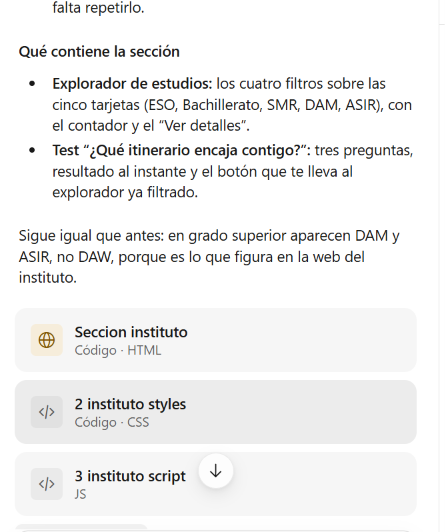 falta repetirlo.
Qué contiene la sección
• Explorador de estudios: los cuatro filtros sobre las
cinco tarjetas (ESO, Bachillerato, SMR, DAM, ASIR), con
el contador y el “Ver detalles”.
• Test “¿Qué itinerario encaja contigo?”: tres preguntas,
resultado al instante y el botón que te lleva al
explorador ya filtrado.
Sigue igual que antes: en grado superior aparecen DAM y
ASIR, no DAW, porque es lo que figura en la web del
instituto.
Seccion instituto
Código · HTML
2 instituto styles
Código · CSS
3 instituto script
JS